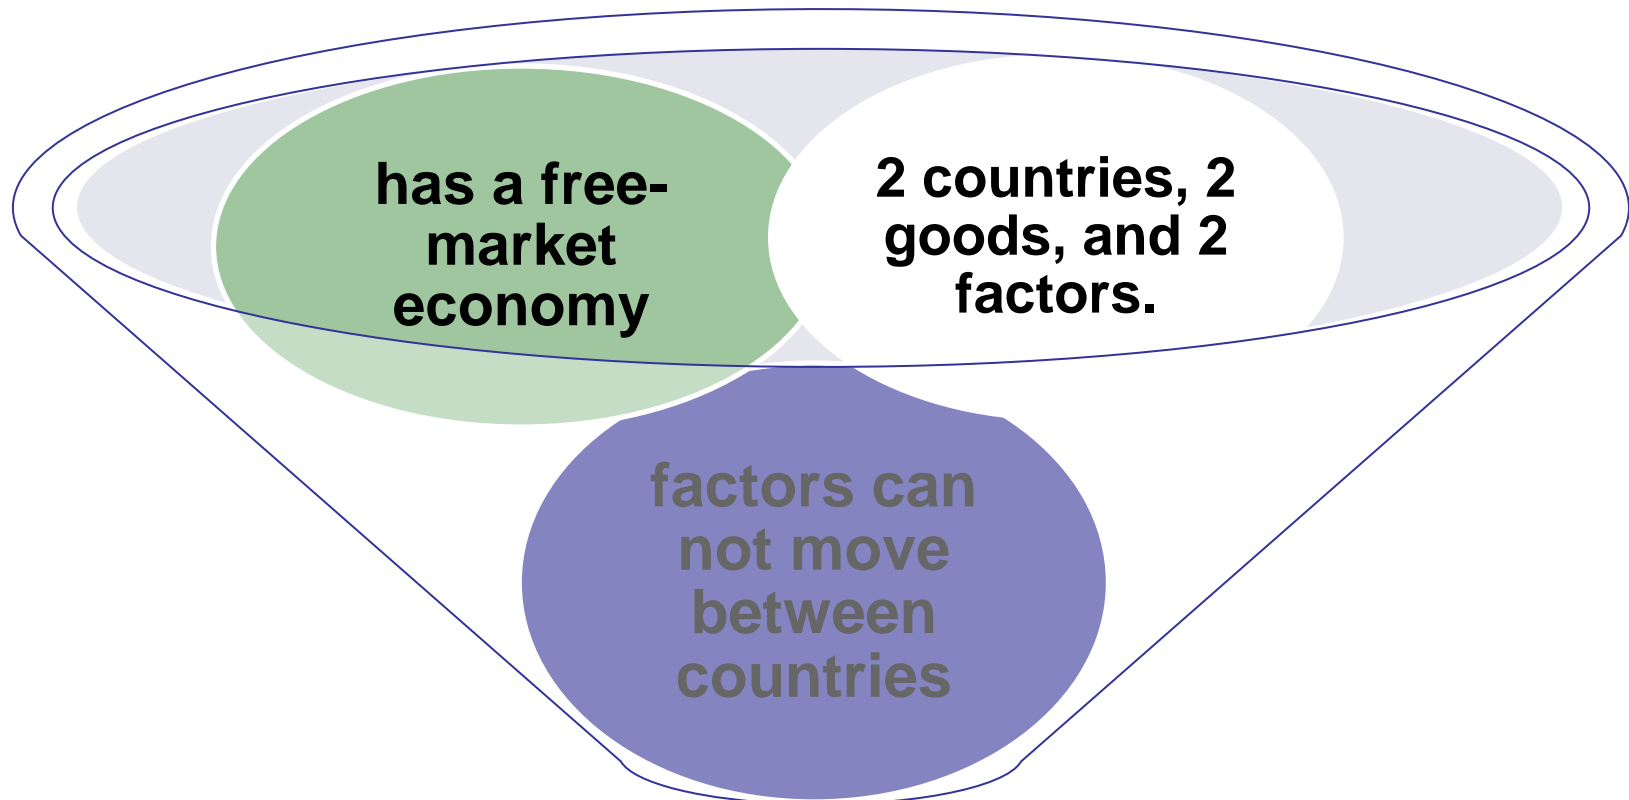 has a free-
market
economy
2 countries, 2
goods, and 2
factors.
factors can
not move
between
countries